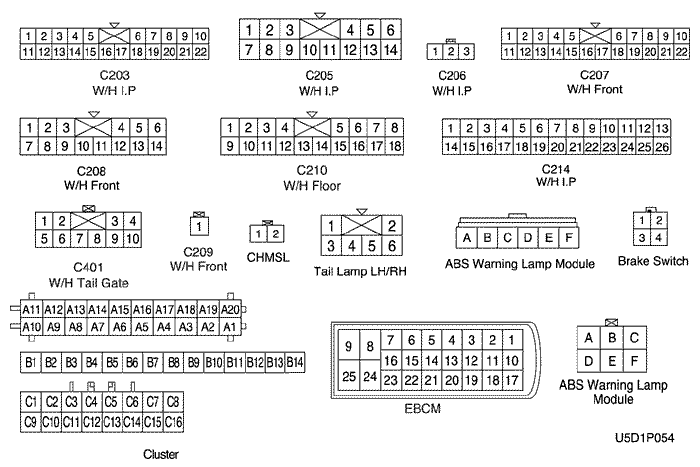 1 2 3 4 5 6 7 8 9 10
11 12 13 14 15 16 17 18 19 20 21 22
C203
W/H I.P
1 2 3 4 5 6
7 8 9 10 11 12 13 14
C205
W/H I.P
1 2 3
C206
W/H I.P
1 2 3 4 5 6 7 8 9 10
11 12 13 14 15 16 17 18 19 20 21 22
C207
W/H Front
1 2 3 4 5 6
7 8 9 10 11 12 13 14
C208
W/H Front
1 2 3 4 5 6 7 8
9 10 11 12 13 14 15 16 17 18
C210
W/H Floor
1 2 3 4 5 6 7 8 9 10 11 12 13
14 15 16 17 18 19 20 21 22 23 24 25 26
C214
W/H I.P
1 2 3 4
5 6 7 8 9 10
C401
W/H Tail Gate
1
C209
W/H Front
1 2
CHMSL
1 2
3 4 5 6
Tail Lamp LH/RH
A B C D E F
ABS Warning Lamp Module
1 2
3 4
Brake Switch
A11 A12 A13 A14 A15 A16 A17 A18 A19 A20
A10 A9 A8 A7 A6 A5 A4 A3 A2 A1
B1 B2 B3 B4 B5 B6 B7 B8 B9 B10 B11 B12 B13 B14
C1 C2 C3 C4 C5 C6 C7 C8
C9 C10 C11 C12 C13 C14 C15 C16
Cluster
9 8 7 6 5 4 3 2 1
16 15 14 13 12 11 10
25 24 23 22 21 20 19 18 17
EBCM
A B C
D E F
ABS Warning Lamp
Module
U5D1P054